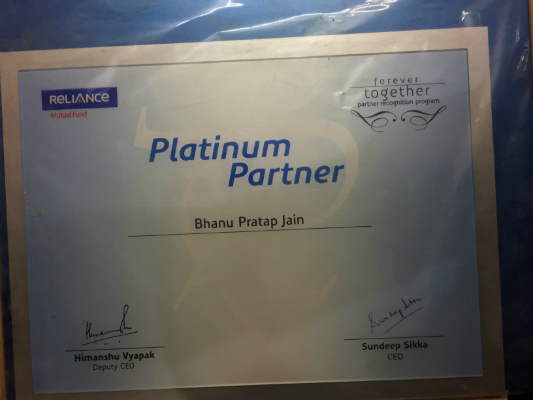 RELIANCE
Mutual Fund
forever
together
partner recognition program
Platinum
Partner
Bhanu Pratap Jain
Himanshu Vyapak
Deputy CEO
Sundeep Sikka
CEO